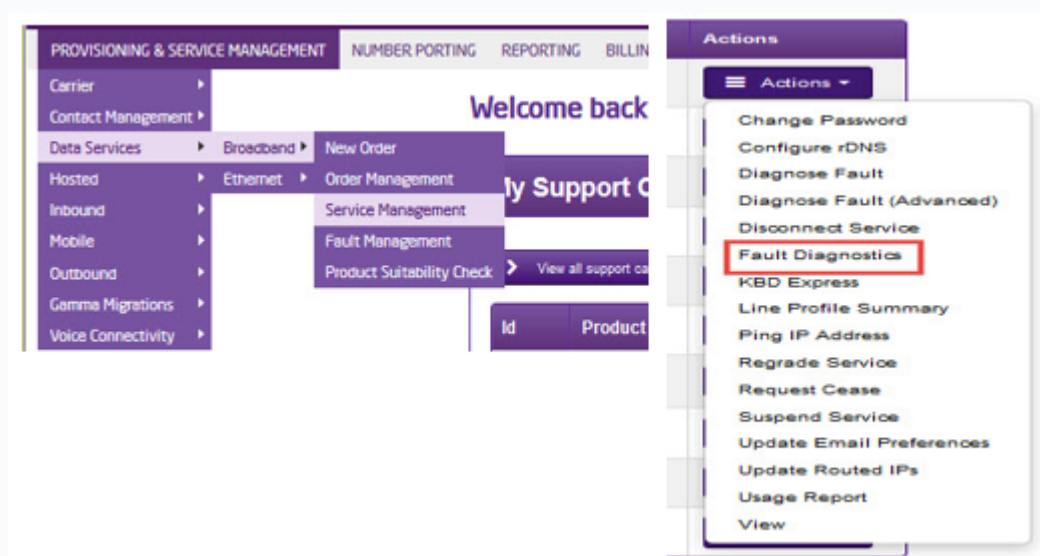 PROVISIONING & SERVICE MANAGEMENT NUMBER PORTING REPORTING BILLIN
Carrier
Contact Management
Data Services Broadband New Order
Hosted Ethernet Order Management
Inbound Service Management
Mobile Fault Management
Outbound Product Suitability Check
Gamma Migrations
Voice Connectivity
Welcome back
My Support C
View all support ca
Id Product
Actions
Actions
Change Password
Configure rDNS
Diagnose Fault
Diagnose Fault (Advanced)
Disconnect Service
Fault Diagnostics
KBD Express
Line Profile Summary
Ping IP Address
Regrade Service
Request Cease
Suspend Service
Update Email Preferences
Update Routed IPs
Usage Report
View